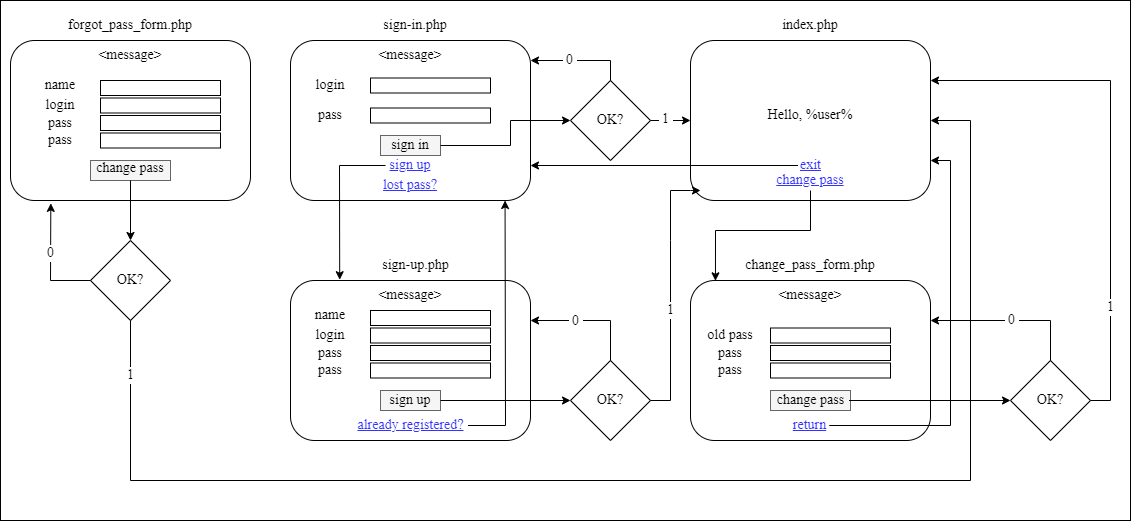 forgot_pass_form.php
<message>
name
login
pass
pass
change pass
0
OK?
1
sign-in.php
<message>
login
pass
sign in
sign up
lost pass?
0
OK?
1
index.php
Hello, %user%
exit
change pass
sign-up.php
<message>
name
login
pass
pass
sign up
already registered?
0
OK?
1
change_pass_form.php
<message>
old pass
pass
pass
change pass
return
0
OK?
1